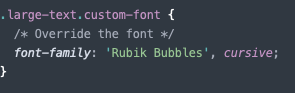 .large-text.custom-font {
/* Override the font */
font-family: 'Rubik Bubbles', cursive;
}